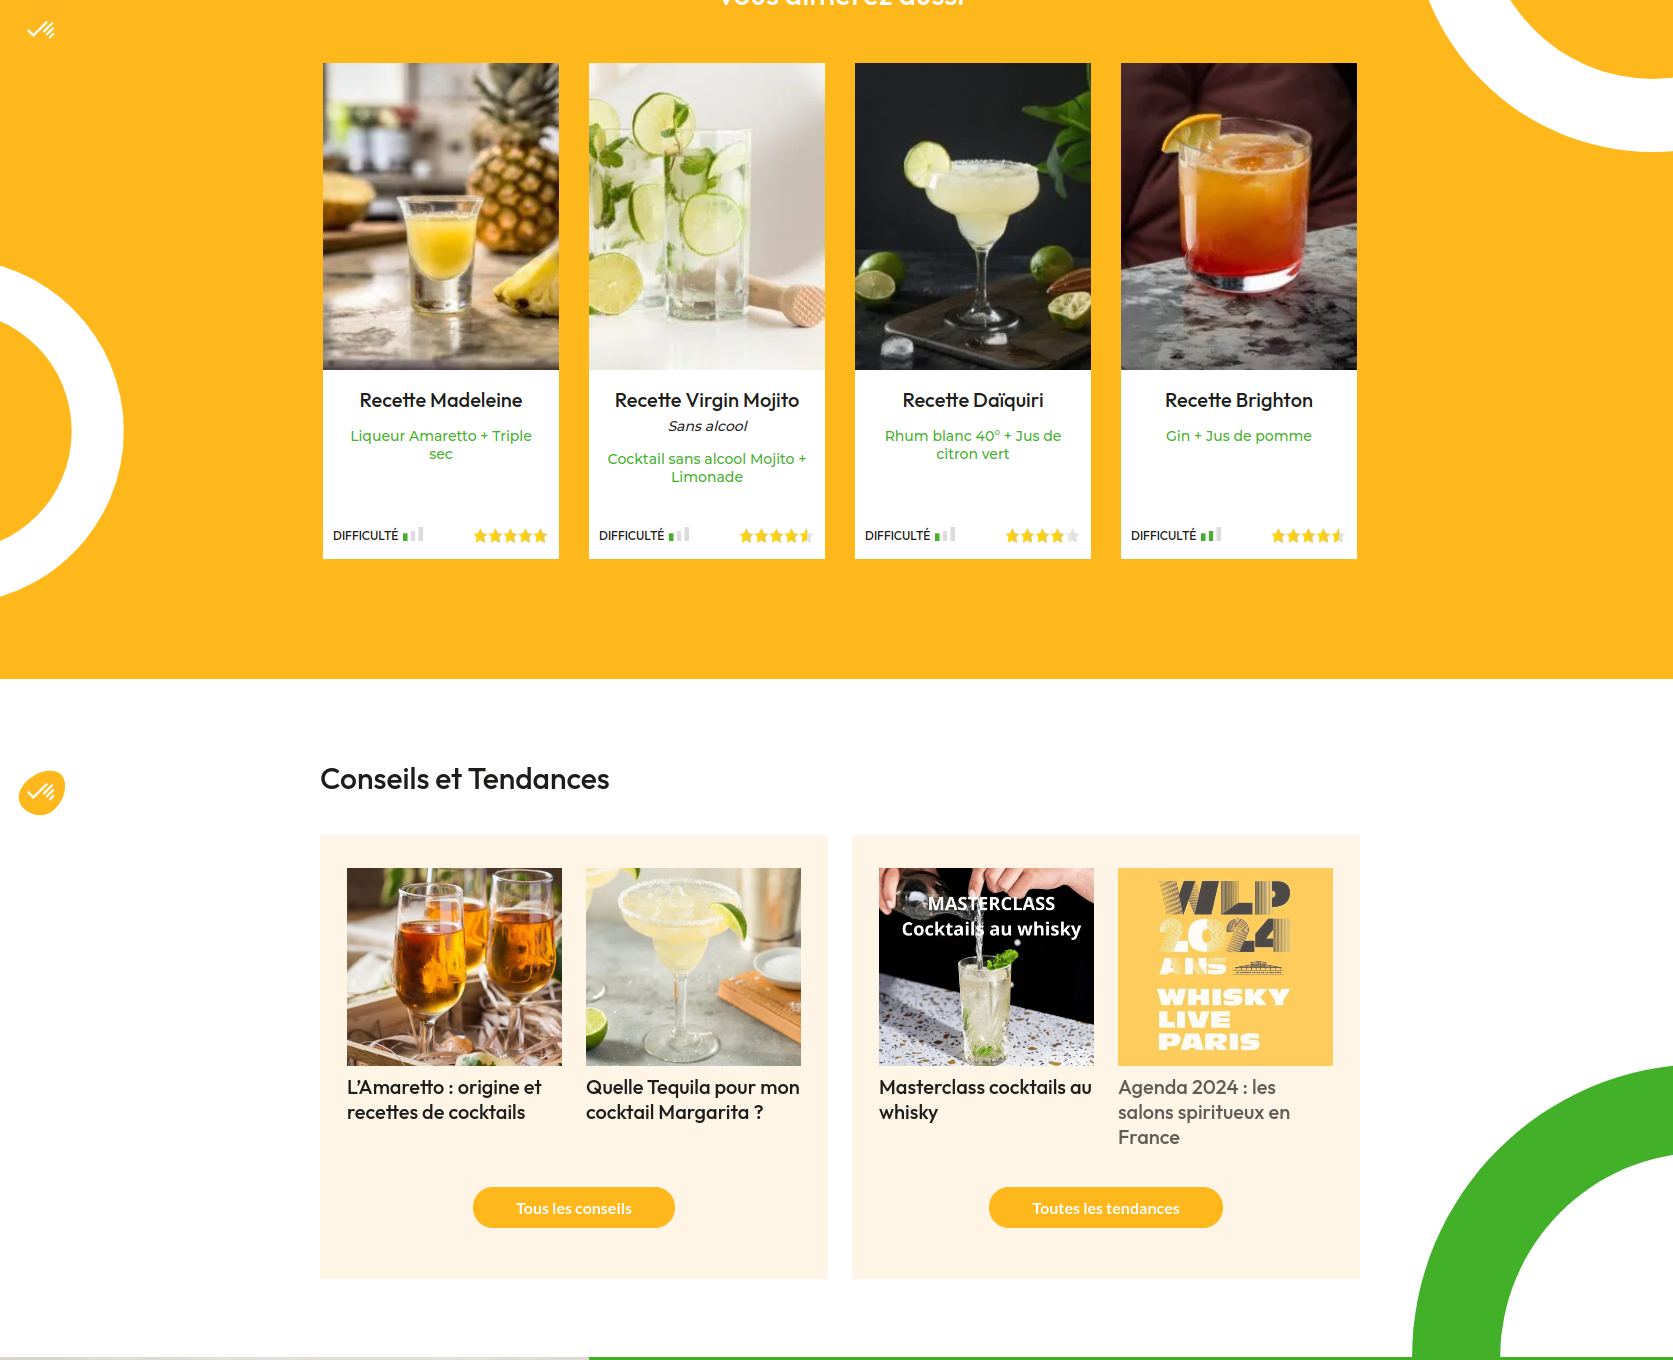 Vous aimerez aussi
Recette Madeleine
Liqueur Amaretto + Triple
sec
DIFFICULTÉ
Recette Virgin Mojito
Sans alcool
Cocktail sans alcool Mojito +
Limonade
DIFFICULTÉ
Recette Daïquiri
Rhum blanc 40° + Jus de
citron vert
DIFFICULTÉ
Recette Brighton
Gin + Jus de pomme
DIFFICULTÉ
Conseils et Tendances
L'Amaretto : origine et
recettes de cocktails
Quelle Tequila pour mon
cocktail Margarita ?
Tous les conseils
MASTERCLASS
Cocktails au whisky
Masterclass cocktails au
whisky
WLP
2024
ANS
WHISKY
LIVE
PARIS
Agenda 2024 : les
salons spiritueux en
France
Toutes les tendances